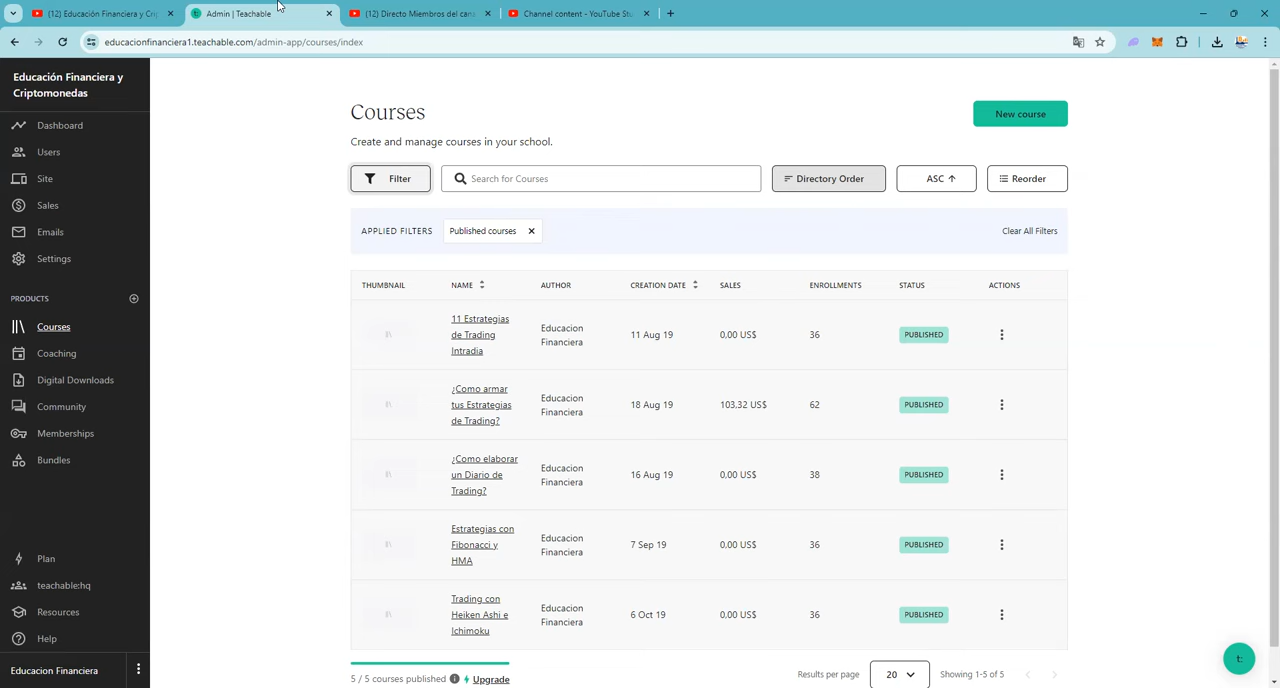 (12) Educación Financiera y Cri
Admin | Teachable
(12) Directo Miembros del cana
Channel content - YouTube Stu
educacionfinanciera1.teachable.com/admin-app/courses/index
Educación Financiera y
Criptomonedas
Dashboard
Users
Site
Sales
Emails
Settings
PRODUCTS
Courses
Coaching
Digital Downloads
Community
Memberships
Bundles
Plan
teachable:hq
Resources
Help
Educacion Financiera
Courses
New course
Create and manage courses in your school.
Filter
Search for Courses
Directory Order
ASC ↑
Reorder
APPLIED FILTERS
Published courses ×
Clear All Filters
THUMBNAIL NAME AUTHOR CREATION DATE SALES ENROLLMENTS STATUS ACTIONS
11 Estrategias
de Trading
Intradia
Educacion
Financiera
11 Aug 19
0,00 US$
36
PUBLISHED
¿Como armar
tus Estrategias
de Trading?
Educacion
Financiera
18 Aug 19
103,32 US$
62
PUBLISHED
¿Como elaborar
un Diario de
Trading?
Educacion
Financiera
16 Aug 19
0,00 US$
38
PUBLISHED
Estrategias con
Fibonacci y
HMA
Educacion
Financiera
7 Sep 19
0,00 US$
36
PUBLISHED
Trading con
Heiken Ashi e
Ichimoku
Educacion
Financiera
6 Oct 19
0,00 US$
36
PUBLISHED
5 / 5 courses published
Upgrade
Results per page
20
Showing 1-5 of 5
t: